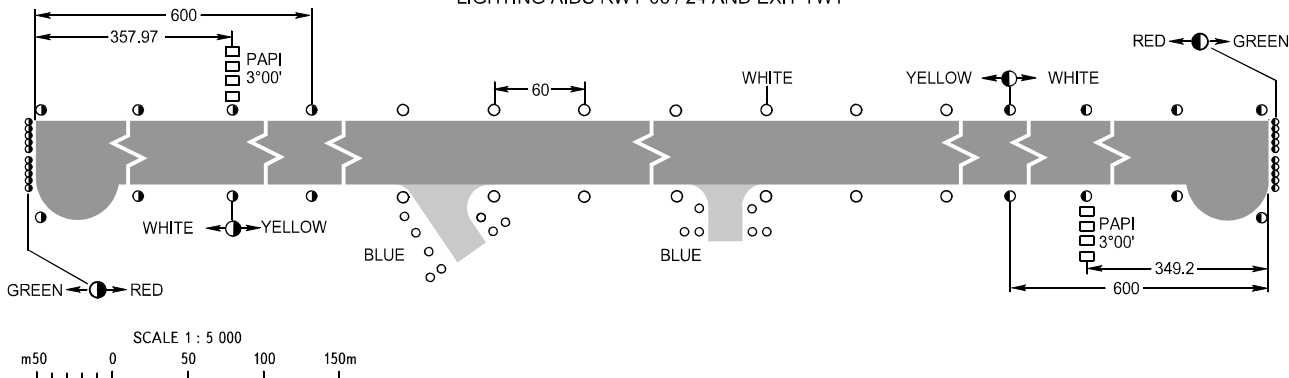 LIGHTING AIDS RWY 06 / 24 AND EXIT TWY
600
357.97
PAPI
3°00'
60
WHITE
YELLOW
WHITE
RED
GREEN
WHITE
YELLOW
BLUE
BLUE
PAPI
3°00'
349.2
600
GREEN
RED
SCALE 1 : 5 000
m50 0 50 100 150m